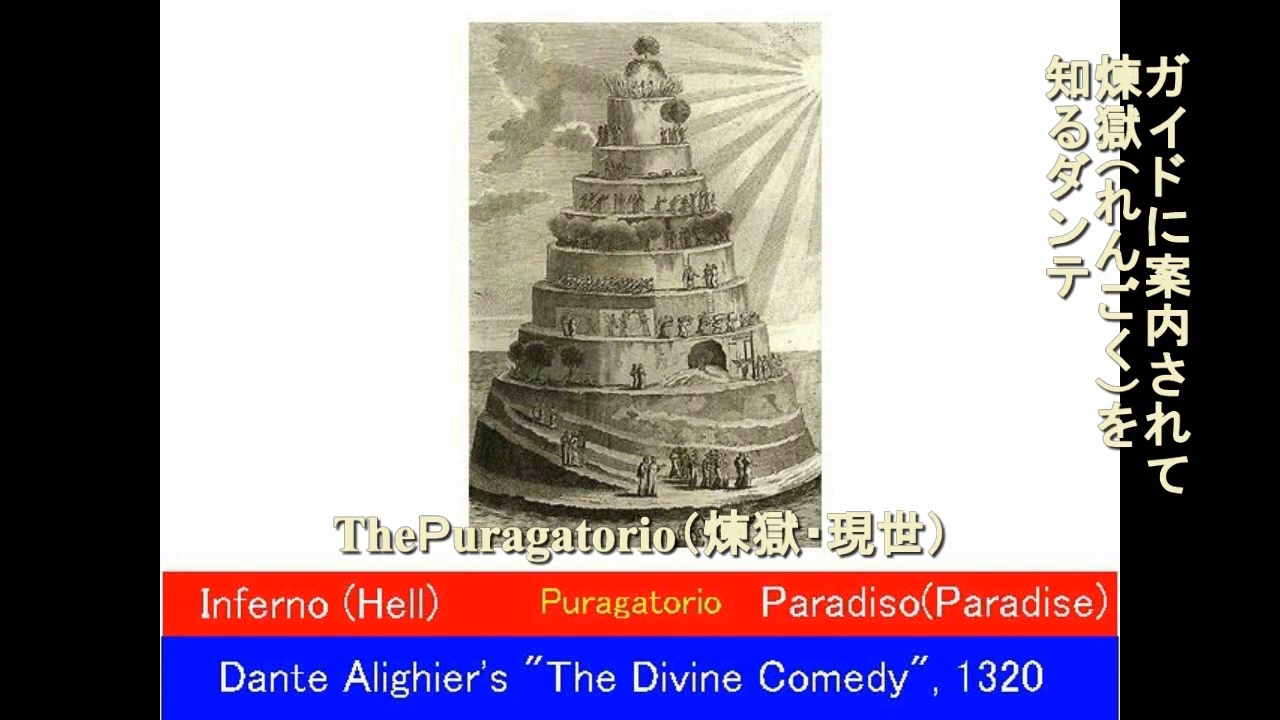 ガイドに案内されて
煉獄(れんごく)を
知るダンテ
ThePuragatorio(煉獄・現世)
Inferno (Hell) Puragatorio Paradiso(Paradise)
Dante Alighier's "The Divine Comedy", 1320